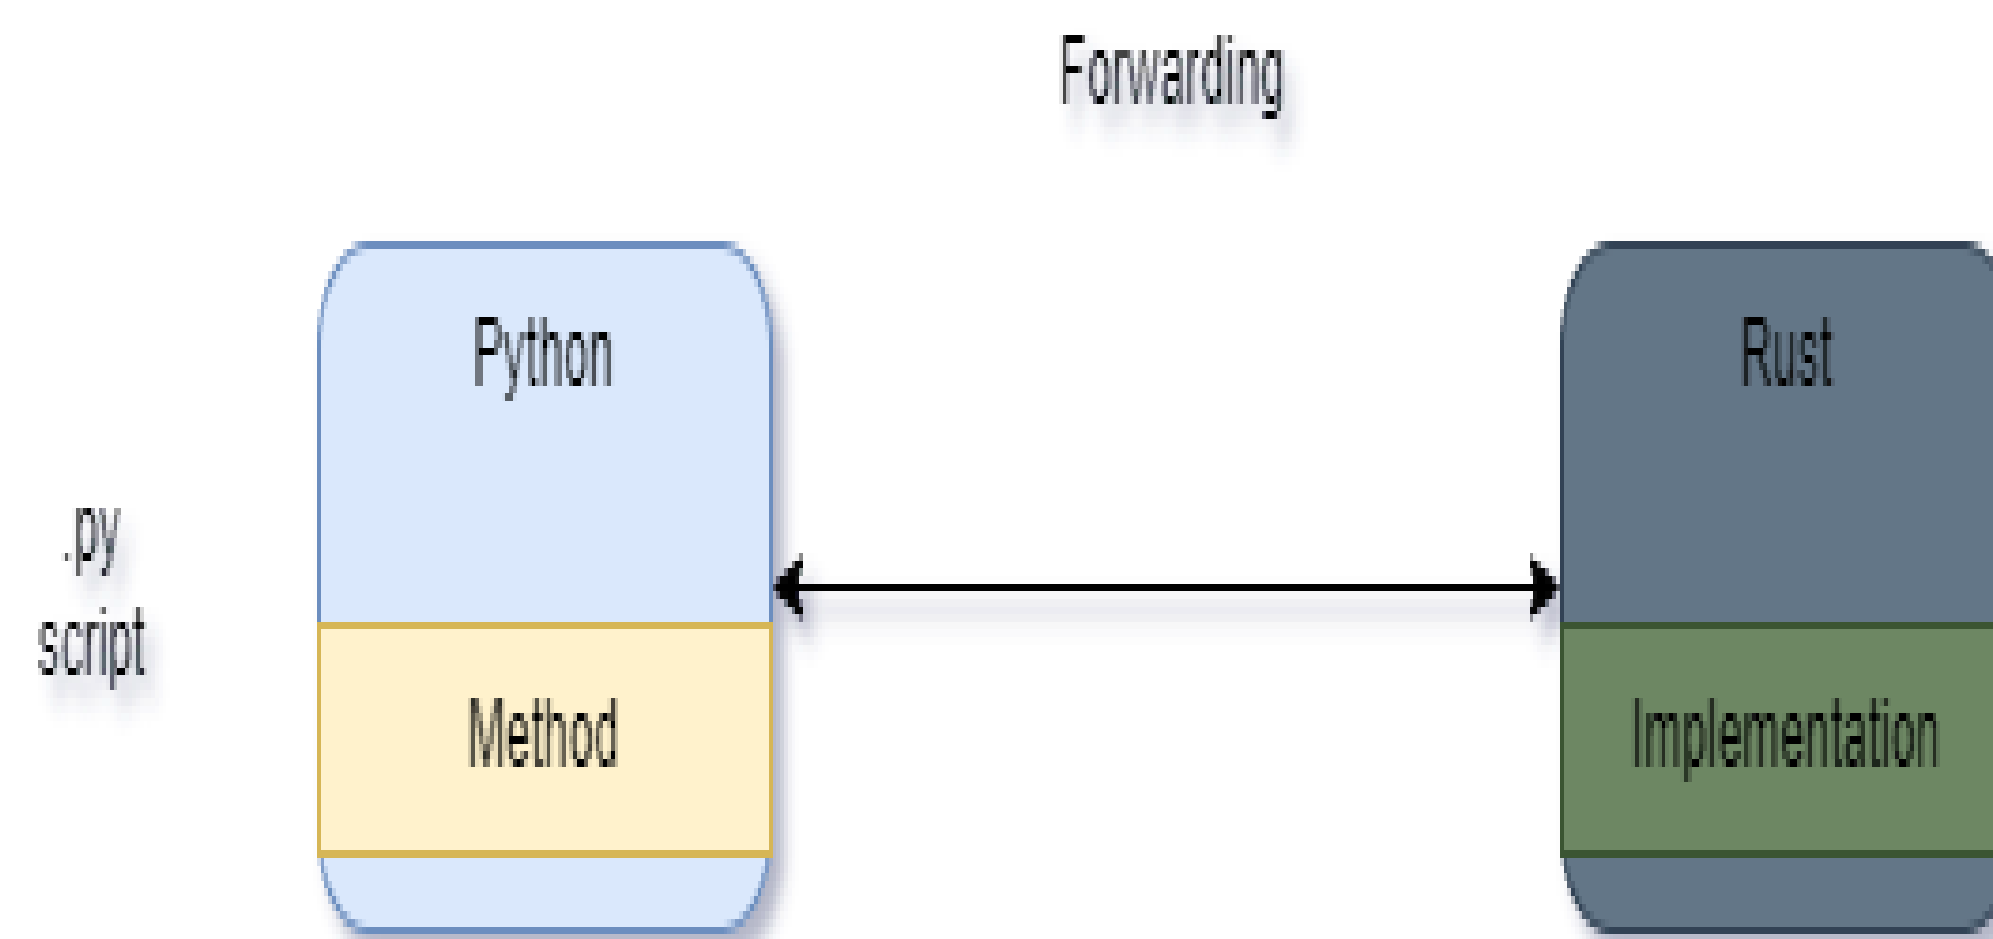 Forwarding
Python
Rust
.py
script
Method
Implementation